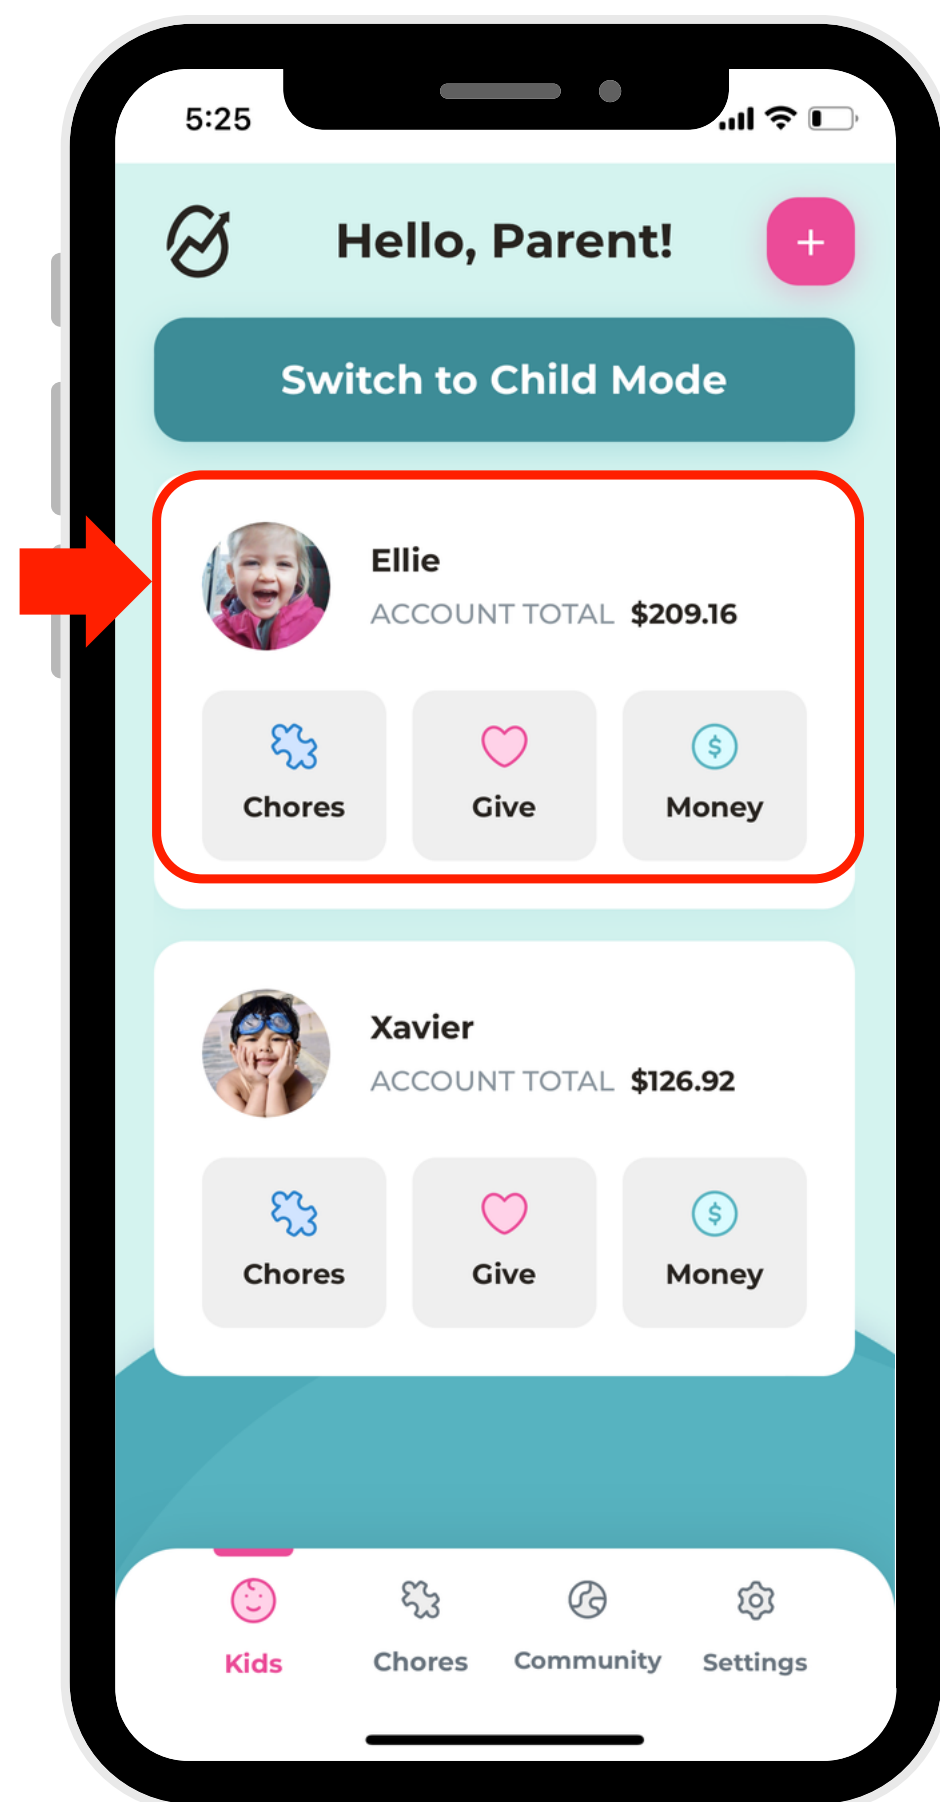 5:25
Hello, Parent!
+
Switch to Child Mode
Ellie
ACCOUNT TOTAL $209.16
$
Chores Give Money
Xavier
ACCOUNT TOTAL $126.92
$
Chores Give Money
Kids Chores Community Settings